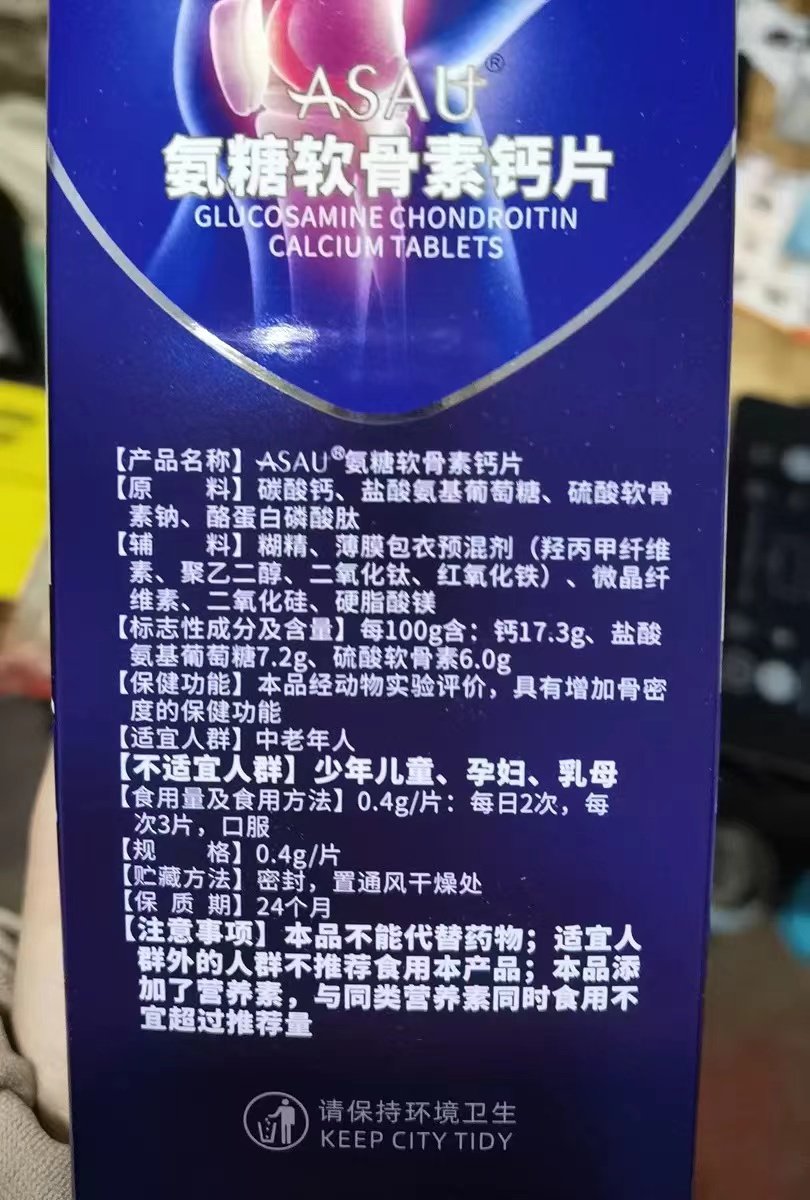 ASAU®
氨糖软骨素钙片
GLUCOSAMINE CHONDROITIN
CALCIUM TABLETS
【产品名称】ASAU®氨糖软骨素钙片
【原 料】碳酸钙、盐酸氨基葡萄糖、硫酸软骨
素钠、酪蛋白磷酸肽
【辅 料】糊精、薄膜包衣预混剂（羟丙甲纤维
素、聚乙二醇、二氧化钛、红氧化铁）、微晶纤
维素、二氧化硅、硬脂酸镁
【标志性成分及含量】每100g含：钙17.3g、盐酸
氨基葡萄糖7.2g、硫酸软骨素6.0g
【保健功能】本品经动物实验评价，具有增加骨密
度的保健功能
【适宜人群】中老年人
【不适宜人群】少年儿童、孕妇、乳母
【食用量及食用方法】0.4g/片：每日2次，每
次3片，口服
【规 格】0.4g/片
【贮藏方法】密封，置通风干燥处
【保 质 期】24个月
【注意事项】本品不能代替药物；适宜人
群外的人群不推荐食用本产品；本品添
加了营养素，与同类营养素同时食用不
宜超过推荐量
请保持环境卫生
KEEP CITY TIDY